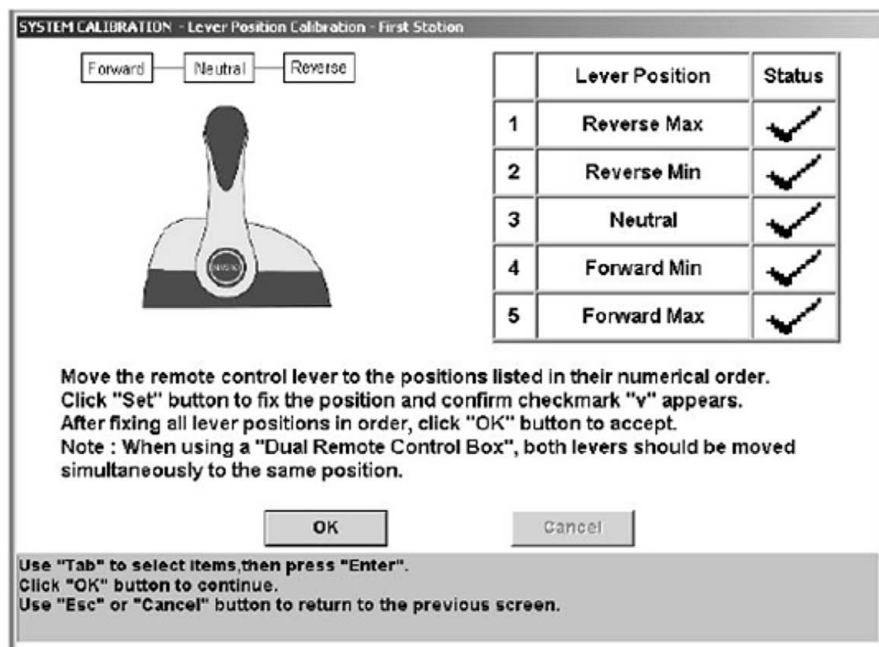 SYSTEM CALIBRATION - Lever Position Calibration - First Station
Forward Neutral Reverse
Lever Position Status
1 Reverse Max
2 Reverse Min
3 Neutral
4 Forward Min
5 Forward Max
Move the remote control lever to the positions listed in their numerical order.
Click "Set" button to fix the position and confirm checkmark "v" appears.
After fixing all lever positions in order, click "OK" button to accept.
Note : When using a "Dual Remote Control Box", both levers should be moved
simultaneously to the same position.
OK Cancel
Use "Tab" to select items,then press "Enter".
Click "OK" button to continue.
Use "Esc" or "Cancel" button to return to the previous screen.